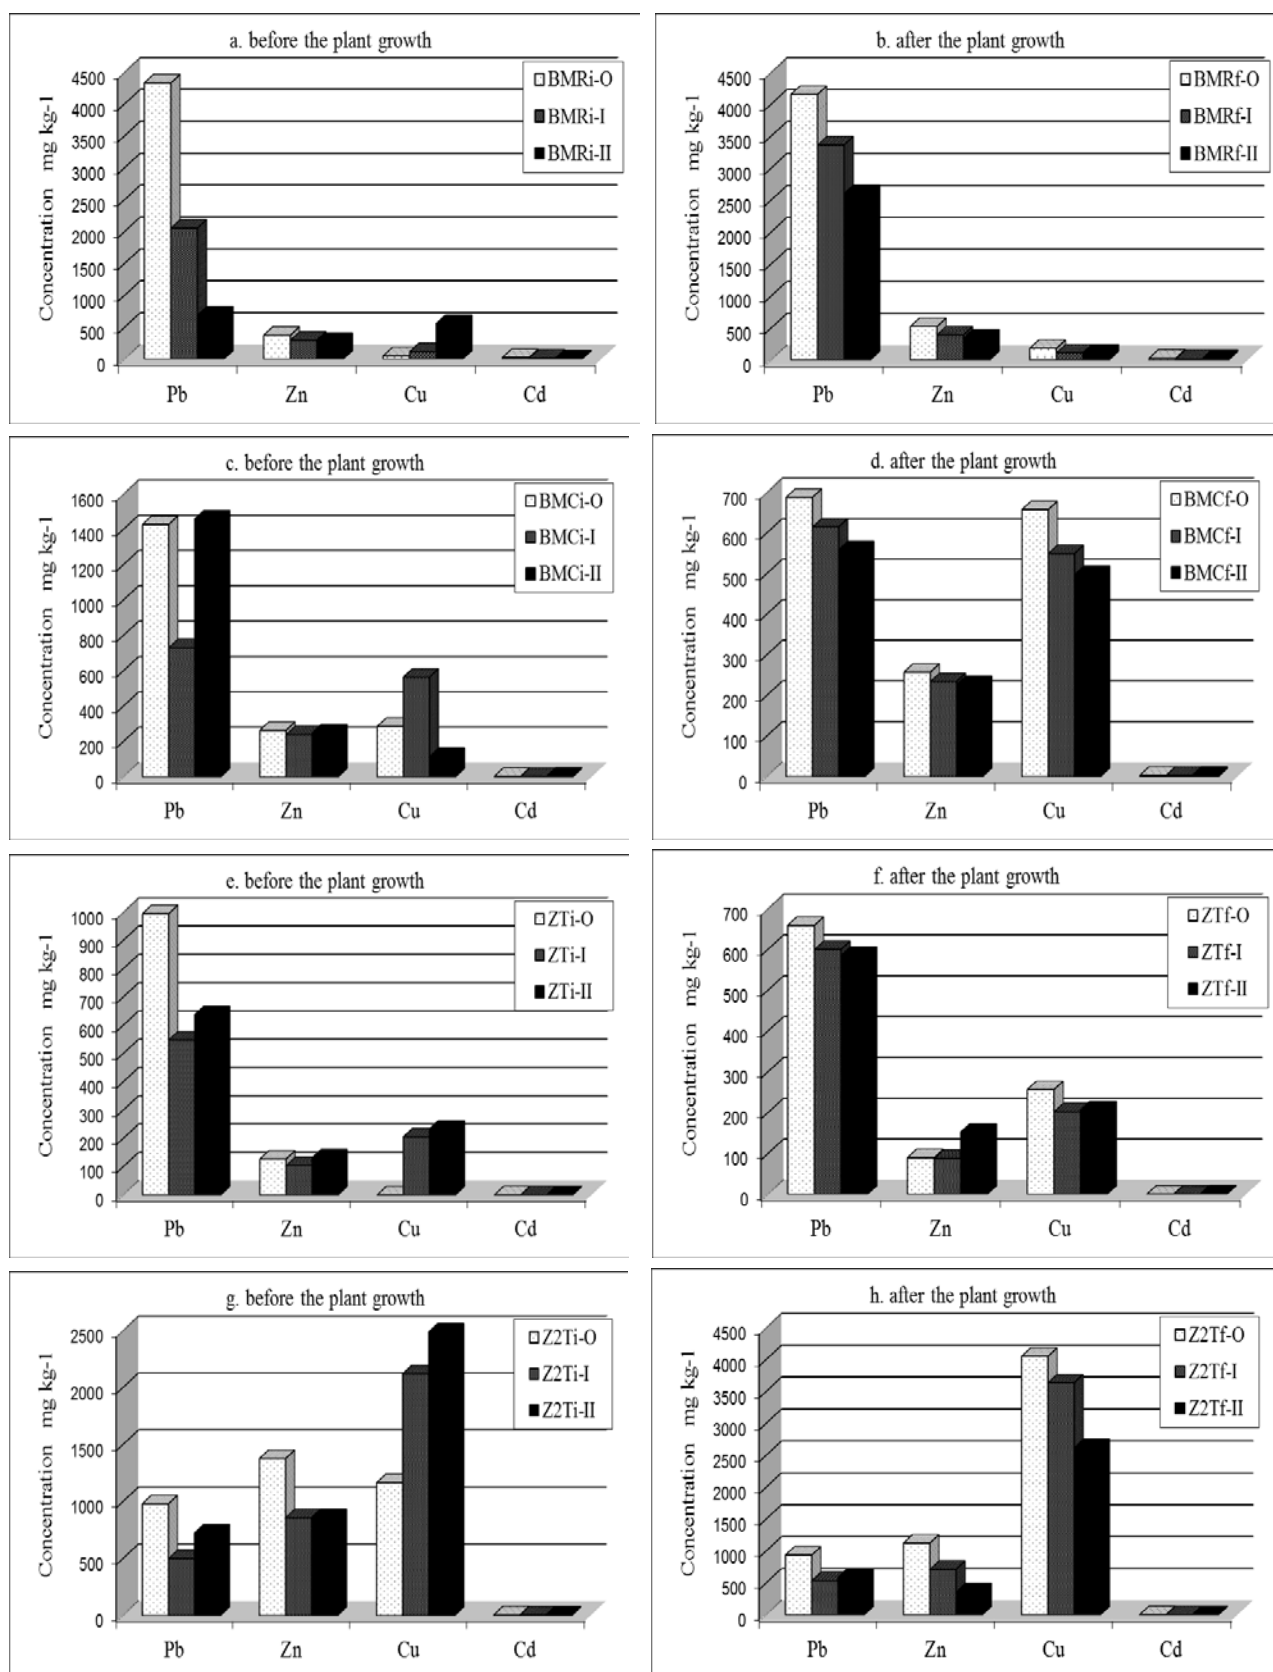 a. before the plant growth
Concentration mg kg-1
4500
4000
3500
3000
2500
2000
1500
1000
500
0
BMRi-O
BMRi-I
BMRi-II
Pb Zn Cu Cd
b. after the plant growth
Concentration mg kg-1
4500
4000
3500
3000
2500
2000
1500
1000
500
0
BMRf-O
BMRf-I
BMRf-II
Pb Zn Cu Cd
c. before the plant growth
Concentration mg kg-1
1600
1400
1200
1000
800
600
400
200
0
BMCi-O
BMCi-I
BMCi-II
Pb Zn Cu Cd
d. after the plant growth
Concentration mg kg-1
700
600
500
400
300
200
100
0
BMCf-O
BMCf-I
BMCf-II
Pb Zn Cu Cd
e. before the plant growth
Concentration mg kg-1
1000
900
800
700
600
500
400
300
200
100
0
ZTi-O
ZTi-I
ZTi-II
Pb Zn Cu Cd
f. after the plant growth
Concentration mg kg-1
700
600
500
400
300
200
100
0
ZTf-O
ZTf-I
ZTf-II
Pb Zn Cu Cd
g. before the plant growth
Concentration mg kg-1
2500
2000
1500
1000
500
0
Z2Ti-O
Z2Ti-I
Z2Ti-II
Pb Zn Cu Cd
h. after the plant growth
Concentration mg kg-1
4500
4000
3500
3000
2500
2000
1500
1000
500
0
Z2Tf-O
Z2Tf-I
Z2Tf-II
Pb Zn Cu Cd